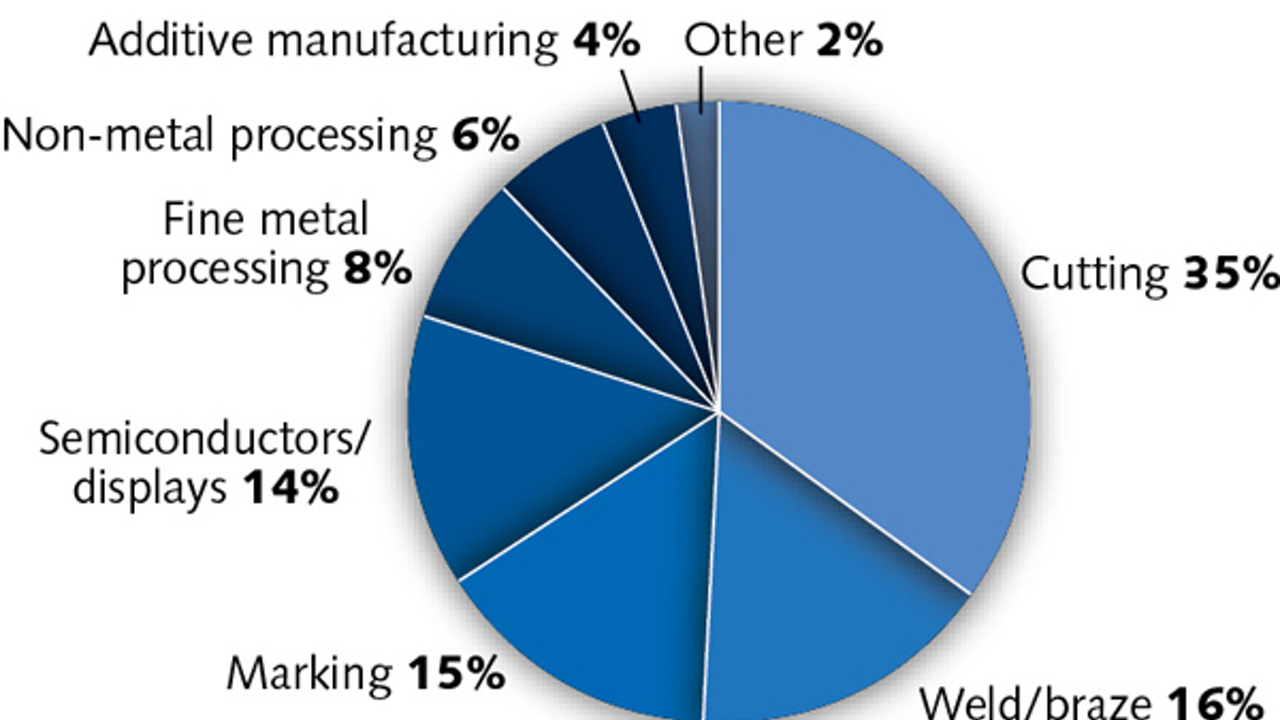 Additive manufacturing 4%
Other 2%
Non-metal processing 6%
Fine metal
processing 8%
Cutting 35%
Semiconductors/
displays 14%
Marking 15%
Weld/braze 16%